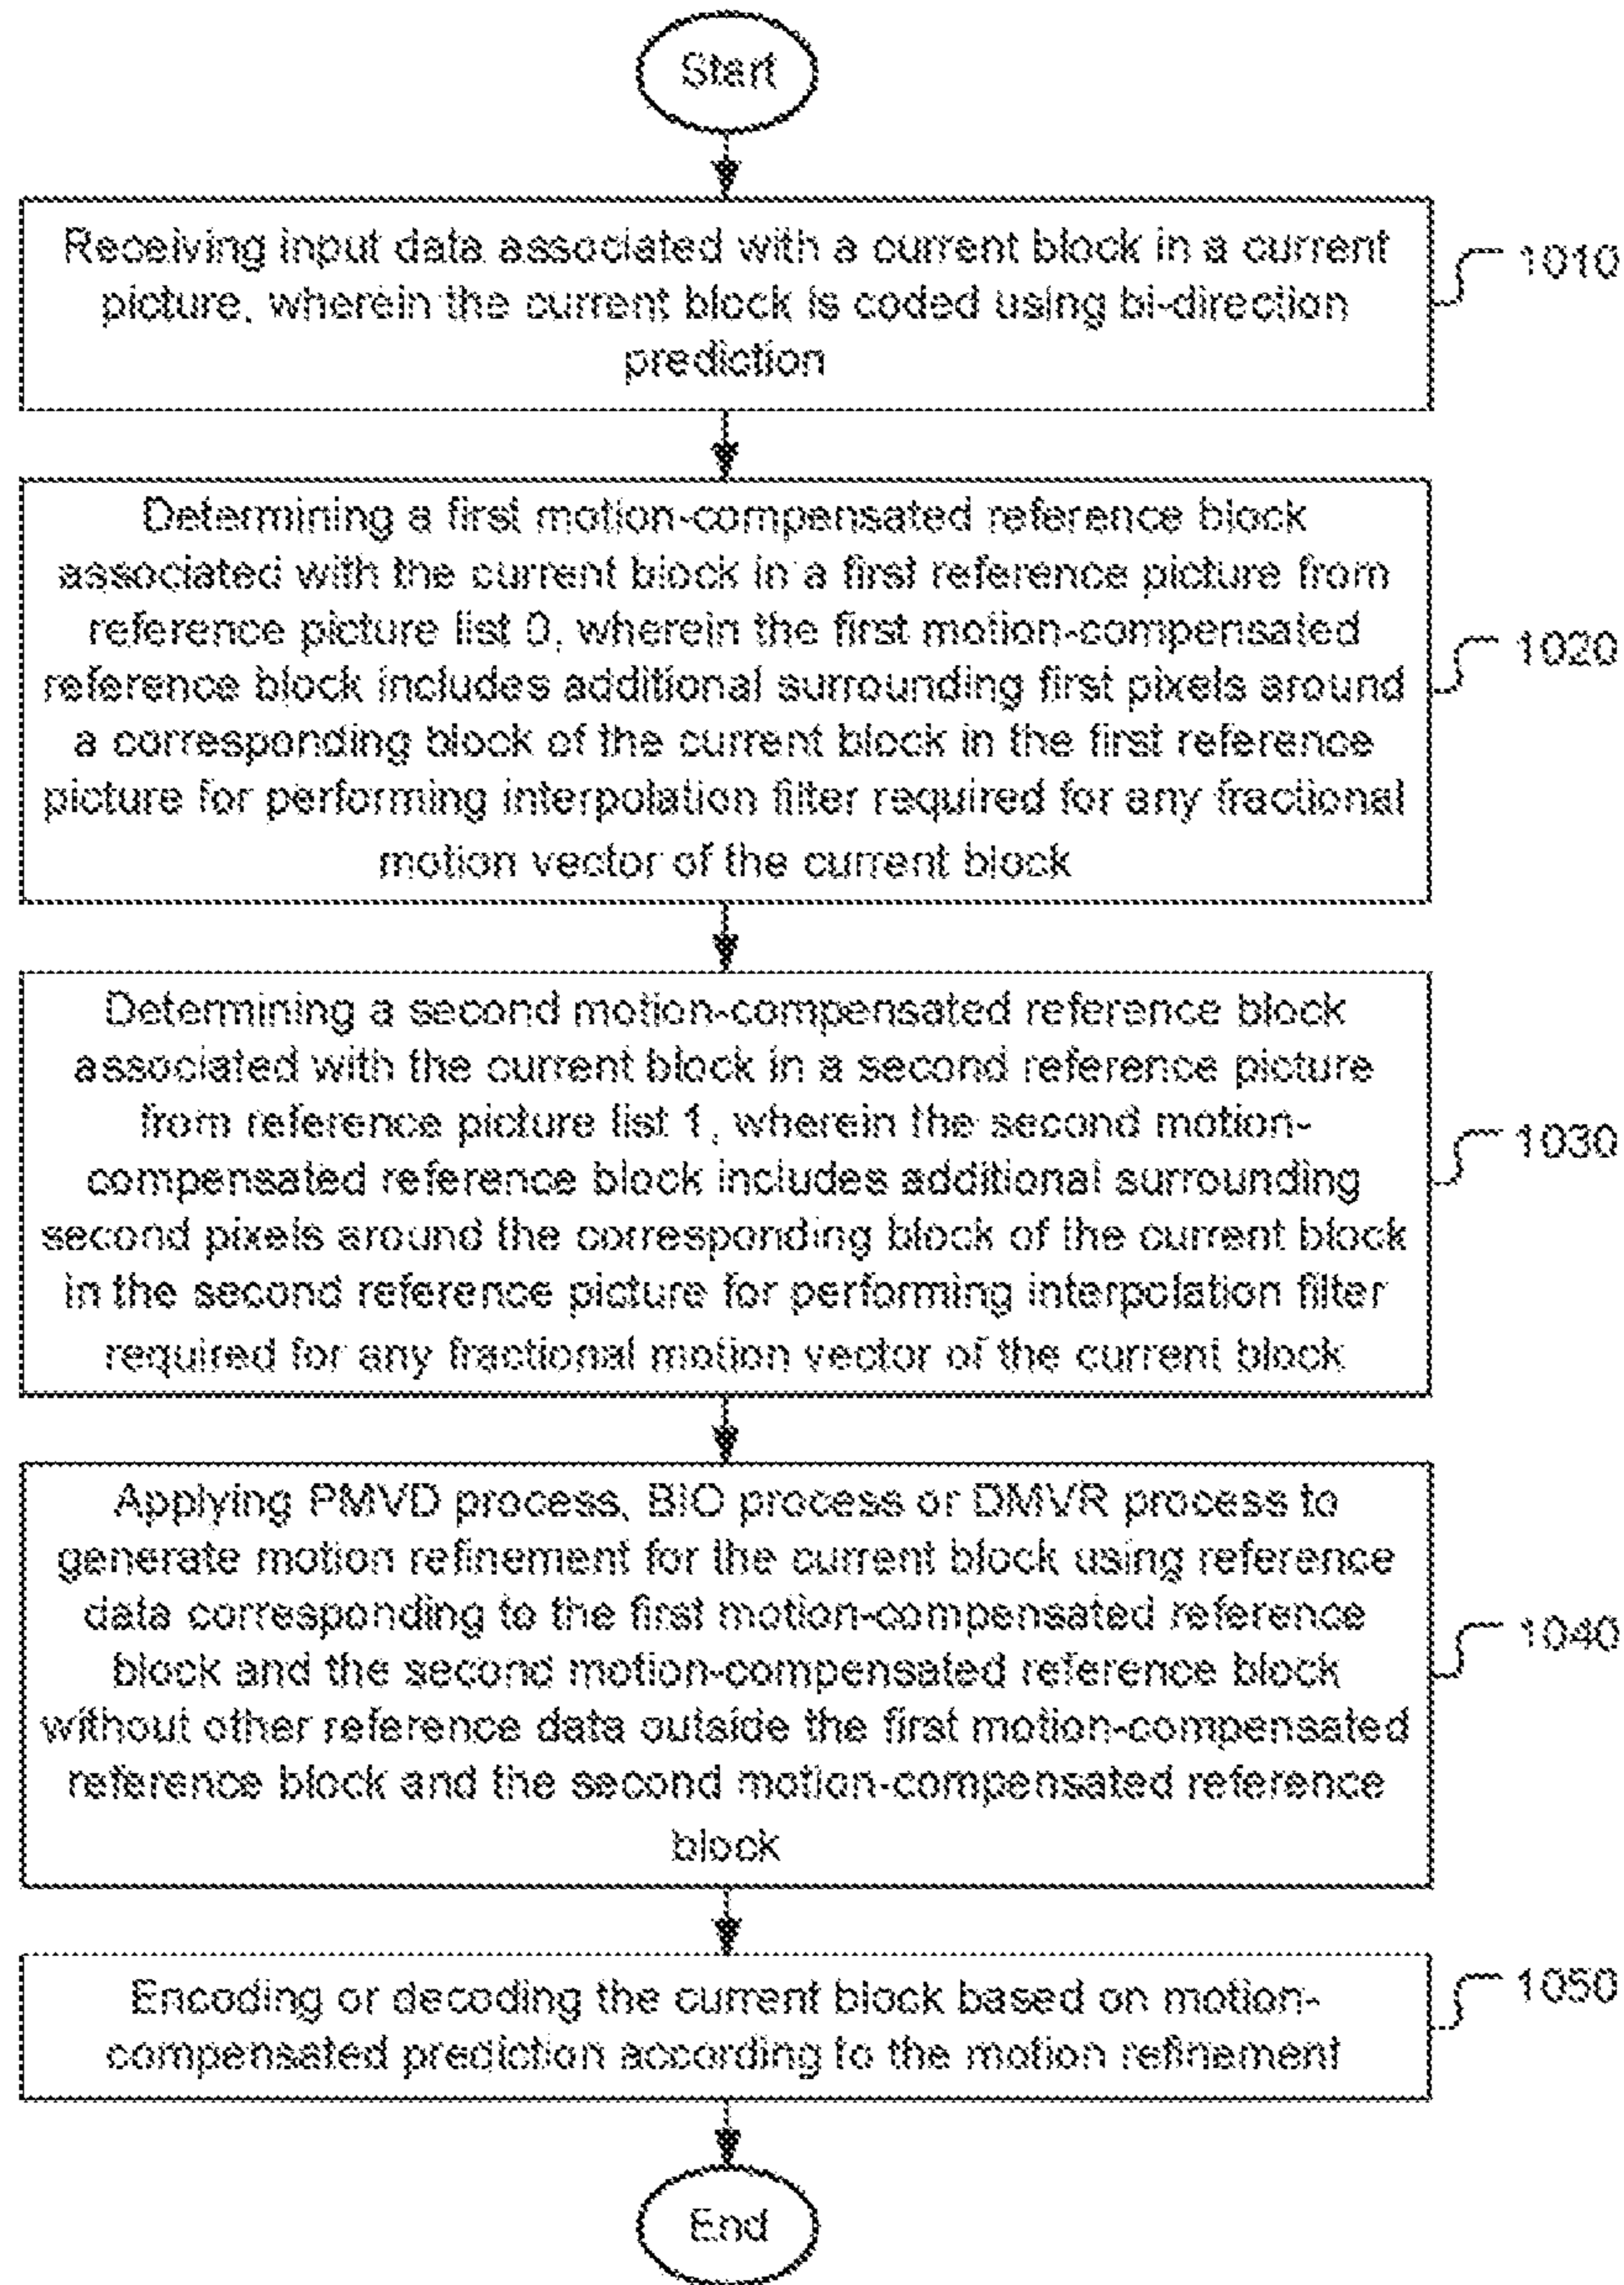 Start
Receiving input data associated with a current block in a current
picture, wherein the current block is coded using bi-direction
prediction
1010
Determining a first motion-compensated reference block
associated with the current block in a first reference picture from
reference picture list 0, wherein the first motion-compensated
reference block includes additional surrounding first pixels around
a corresponding block of the current block in the first reference
picture for performing interpolation filter required for any fractional
motion vector of the current block
1020
Determining a second motion-compensated reference block
associated with the current block in a second reference picture
from reference picture list 1, wherein the second motion-
compensated reference block includes additional surrounding
second pixels around the corresponding block of the current block
in the second reference picture for performing interpolation filter
required for any fractional motion vector of the current block
1030
Applying PMVD process, BIO process or DMVR process to
generate motion refinement for the current block using reference
data corresponding to the first motion-compensated reference
block and the second motion-compensated reference block
without other reference data outside the first motion-compensated
reference block and the second motion-compensated reference
block
1040
Encoding or decoding the current block based on motion-
compensated prediction according to the motion refinement
1050
End